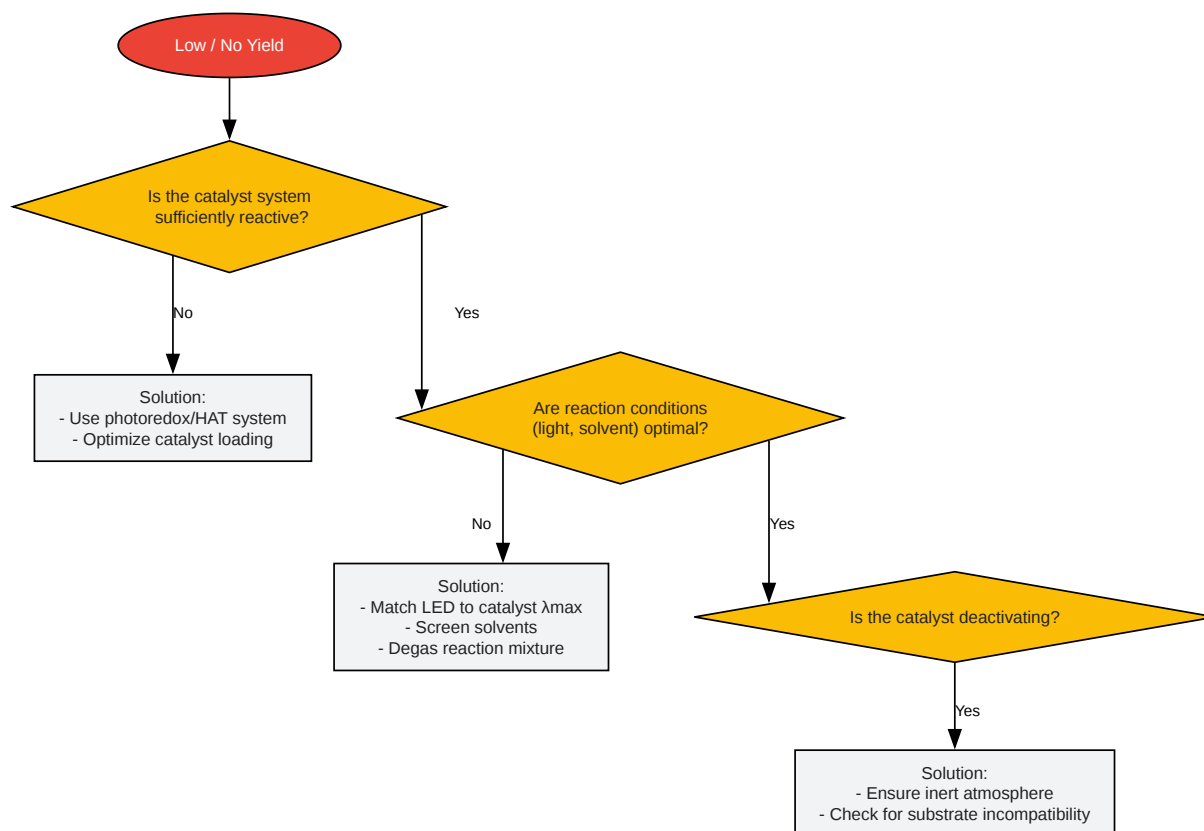 Low / No Yield
Is the catalyst system
sufficiently reactive?
No
Yes
Solution:
- Use photoredox/HAT system
- Optimize catalyst loading
Are reaction conditions
(light, solvent) optimal?
No
Yes
Solution:
- Match LED to catalyst λmax
- Screen solvents
- Degas reaction mixture
Is the catalyst deactivating?
Yes
Solution:
- Ensure inert atmosphere
- Check for substrate incompatibility